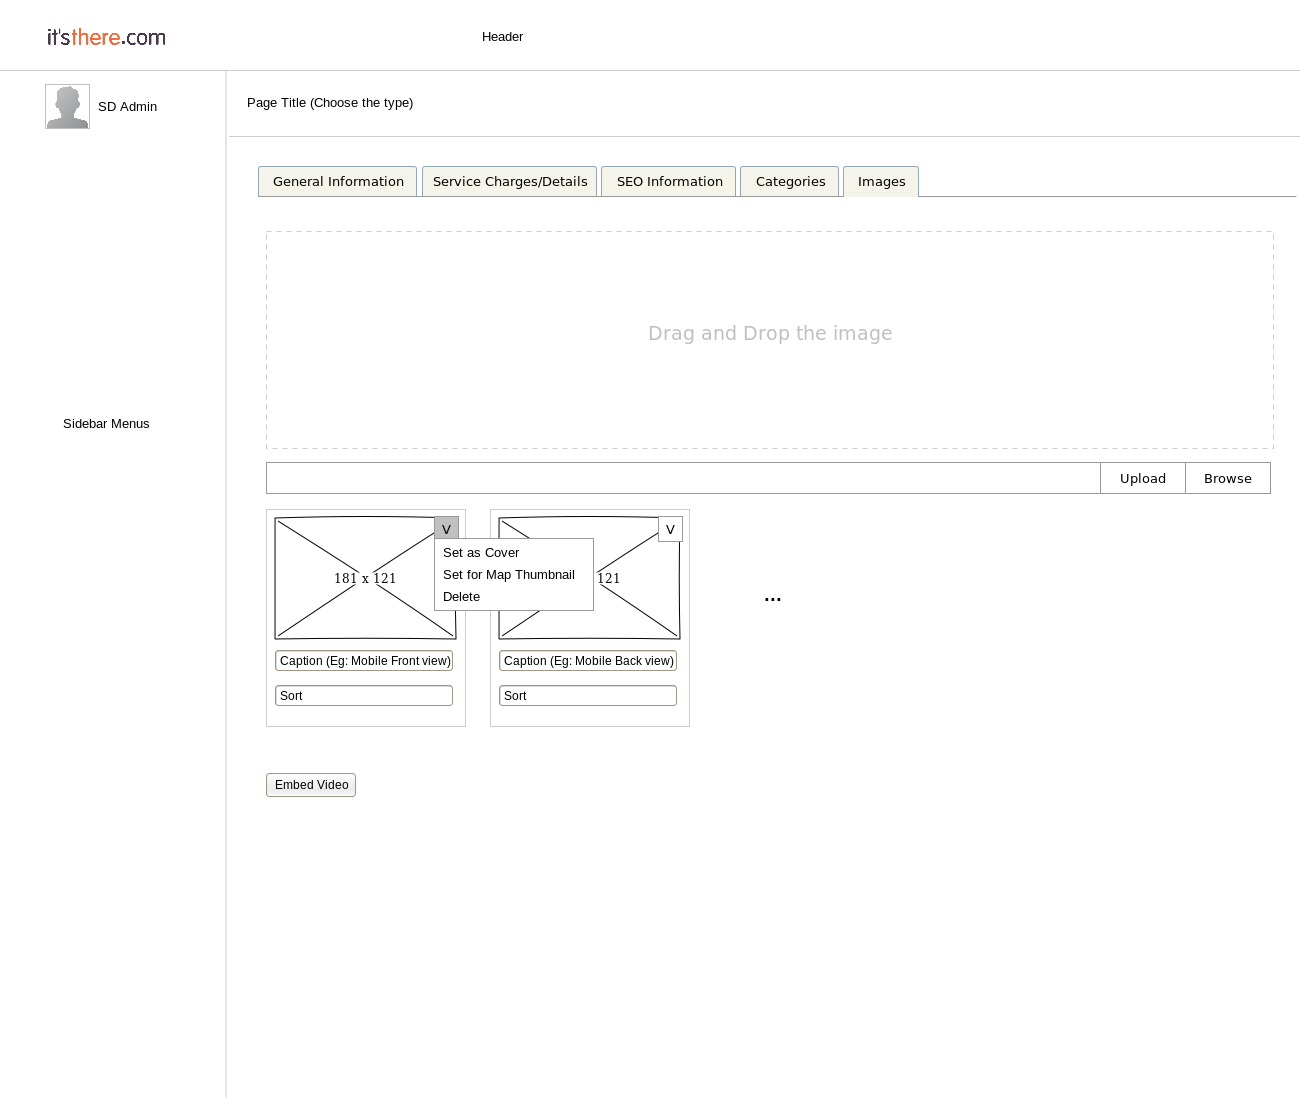 it'sthere.com
Header
SD Admin
Page Title (Choose the type)
General Information
Service Charges/Details
SEO Information
Categories
Images
Drag and Drop the image
Upload
Browse
V
V
Set as Cover
Set for Map Thumbnail
Delete
181 x 121
121
...
Sidebar Menus
Caption (Eg: Mobile Front view)
Caption (Eg: Mobile Back view)
Sort
Sort
Embed Video